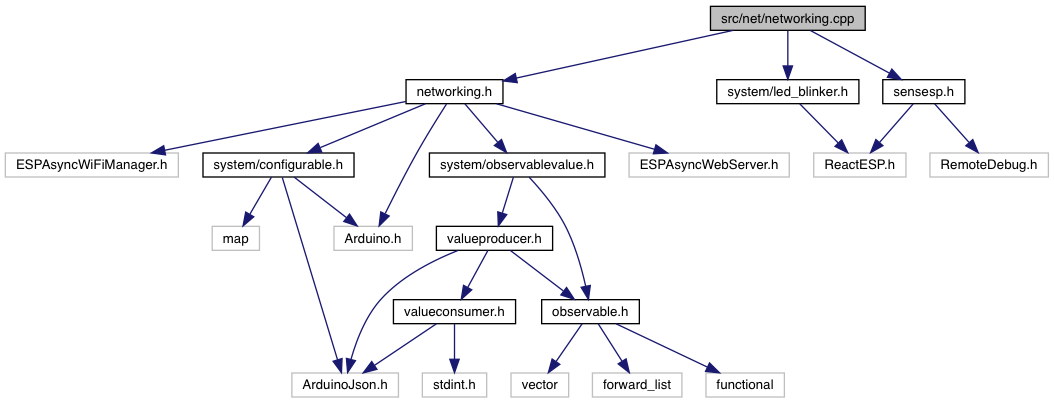 src/net/networking.cpp
networking.h
system/led_blinker.h
sensesp.h
ESPAsyncWiFiManager.h
system/configurable.h
system/observablevalue.h
ESPAsyncWebServer.h
ReactESP.h
RemoteDebug.h
map
Arduino.h
valueproducer.h
valueconsumer.h
observable.h
ArduinoJson.h
stdint.h
vector
forward_list
functional